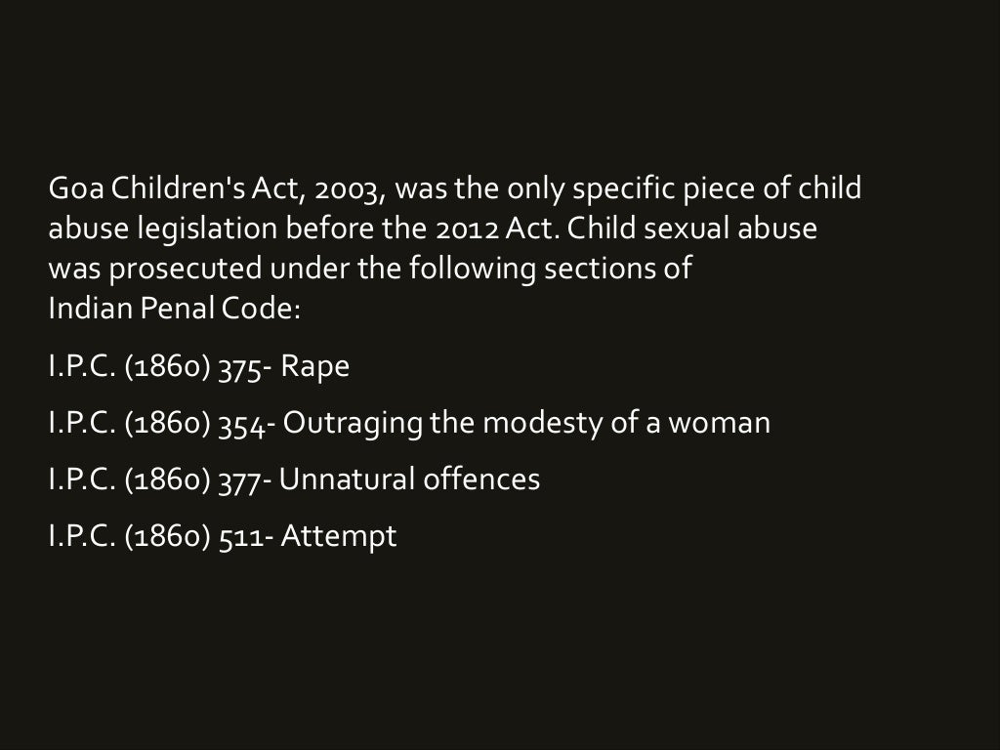 Goa Children's Act, 2003, was the only specific piece of child
abuse legislation before the 2012 Act. Child sexual abuse
was prosecuted under the following sections of
Indian Penal Code:
I.P.C. (1860) 375- Rape
I.P.C. (1860) 354- Outraging the modesty of a woman
I.P.C. (1860) 377- Unnatural offences
I.P.C. (1860) 511- Attempt